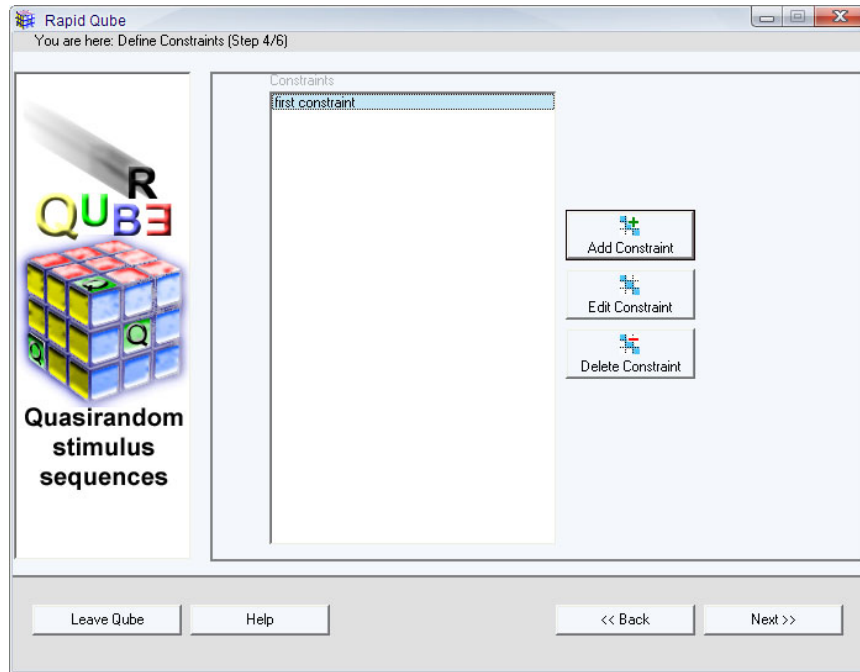 Rapid Qube
You are here: Define Constraints (Step 4/6)
Constraints
first constraint
R
QUBE
Q
Q
Q
Quasirandom
stimulus
sequences
Add Constraint
Edit Constraint
Delete Constraint
Leave Qube
Help
<< Back
Next >>